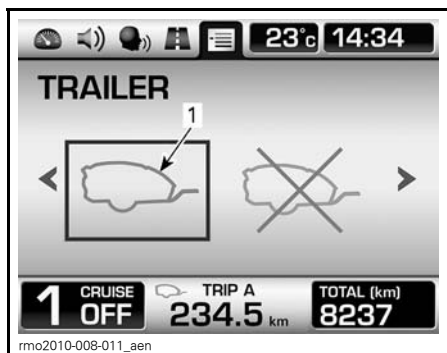 23°c 14:34
TRAILER
1
1 CRUISE OFF
TRIP A
234.5 km
TOTAL (km)
8237
rmo2010-008-011_aen